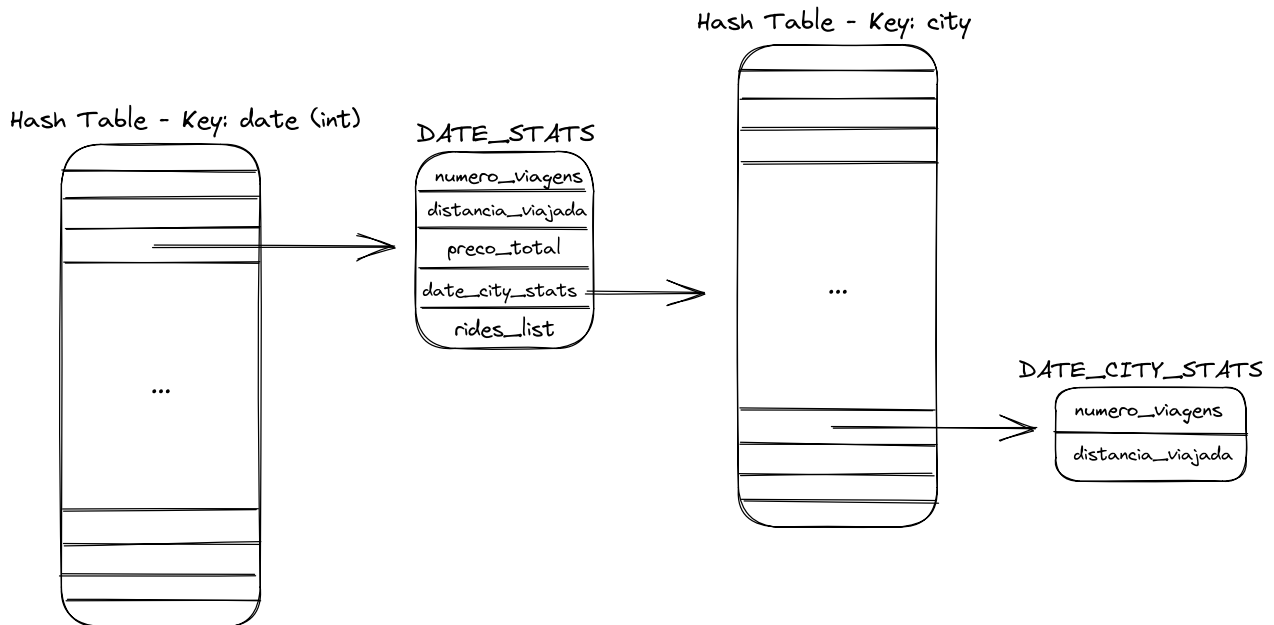 Hash Table - Key: date (int)
...
DATE_STATS
numero_viagens
distancia_viajada
preco_total
date_city_stats
rides_list
Hash Table - Key: city
...
DATE_CITY_STATS
numero_viagens
distancia_viajada